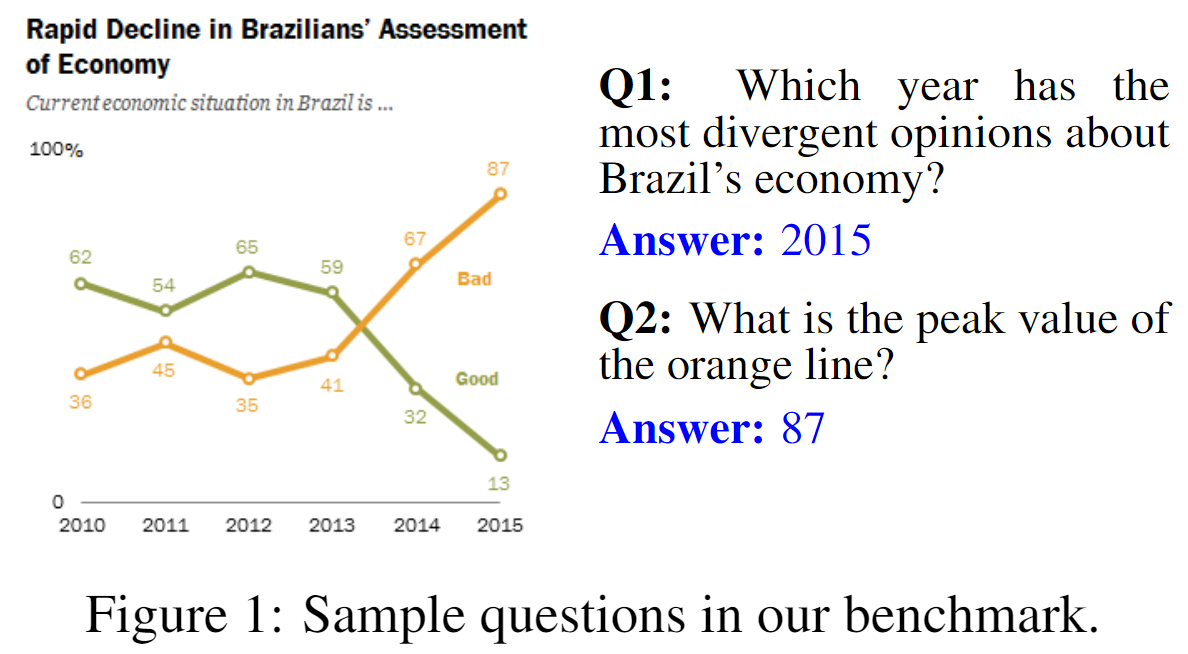 Rapid Decline in Brazilians’ Assessment
of Economy
Current economic situation in Brazil is ...
100%
87
67
65
62
59
54
Bad
45
41
36
35
Good
32
13
0
2010 2011 2012 2013 2014 2015
Q1: Which year has the
most divergent opinions about
Brazil’s economy?
Answer: 2015
Q2: What is the peak value of
the orange line?
Answer: 87
Figure 1: Sample questions in our benchmark.